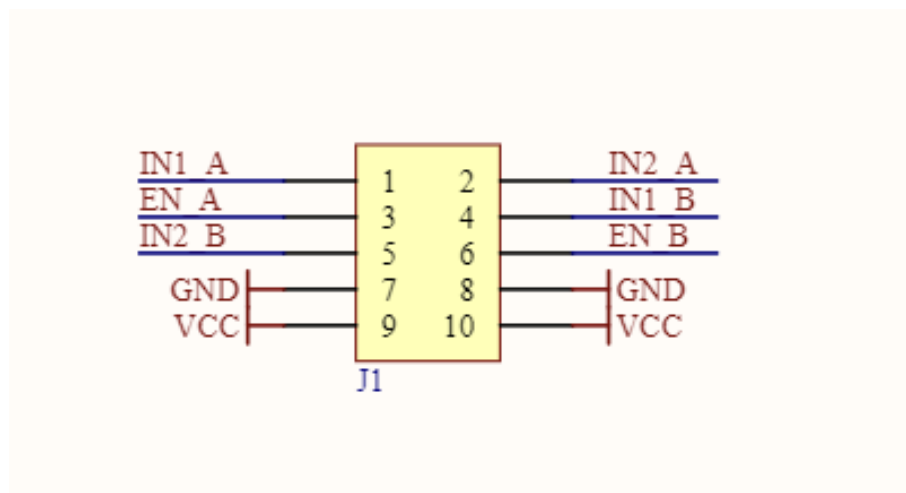 IN1_A 1 2 IN2_A
EN_A 3 4 IN1_B
IN2_B 5 6 EN_B
GND 7 8 GND
VCC 9 10 VCC
J1